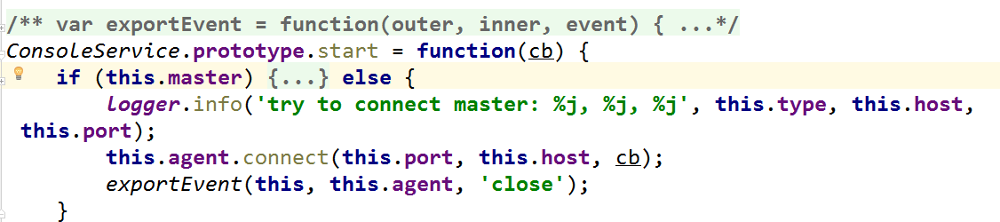 /** var exportEvent = function(outer, inner, event) { ...*/
ConsoleService.prototype.start = function(cb) {
if (this.master) {...} else {
logger.info('try to connect master: %j, %j, %j', this.type, this.host,
this.port);
this.agent.connect(this.port, this.host, cb);
exportEvent(this, this.agent, 'close');
}